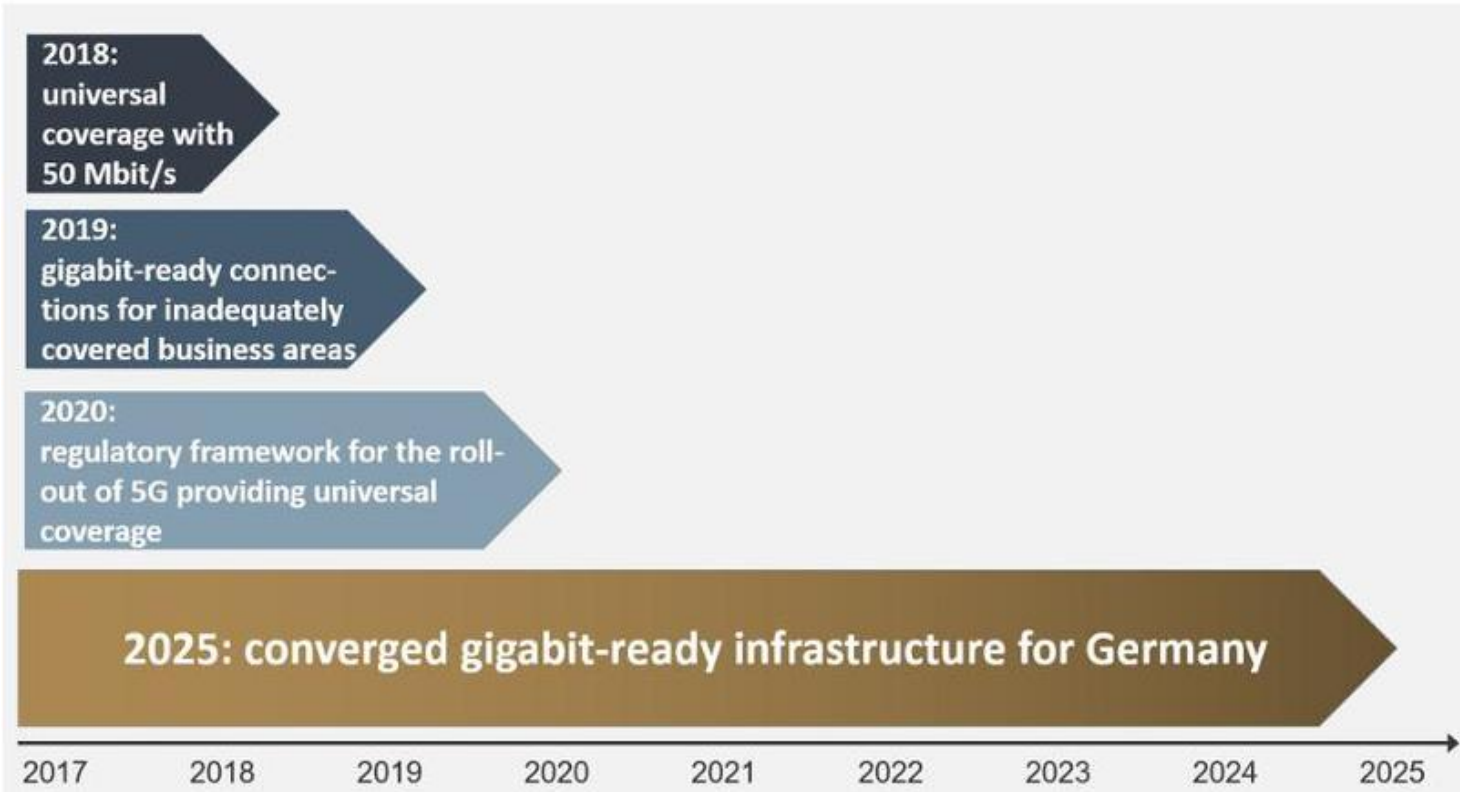 2018:
universal
coverage with
50 Mbit/s
2019:
gigabit-ready connec-
tions for inadequately
covered business areas
2020:
regulatory framework for the roll-
out of 5G providing universal
coverage
2025: converged gigabit-ready infrastructure for Germany
2017 2018 2019 2020 2021 2022 2023 2024 2025